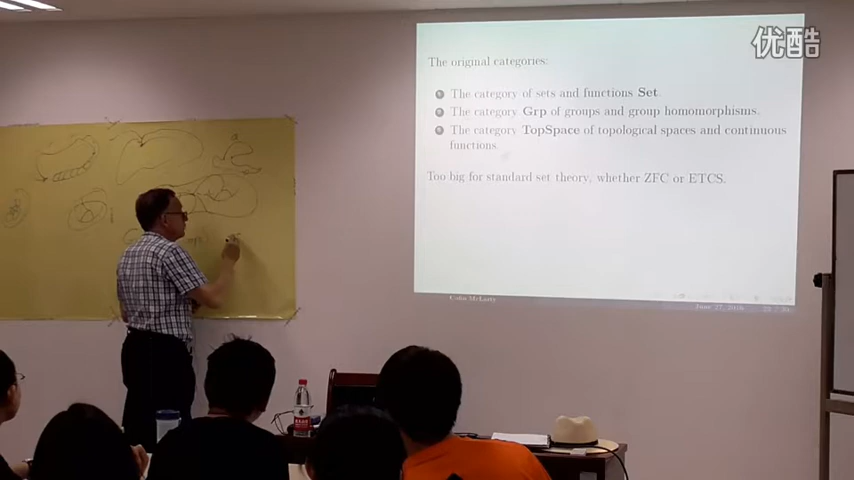 优酷
The original categories:
The category of sets and functions Set.
The category Grp of groups and group homomorphisms.
The category TopSpace of topological spaces and continuous
functions.
Too big for standard set theory, whether ZFC or ETCS.
Colin McLarty
June 27, 2016